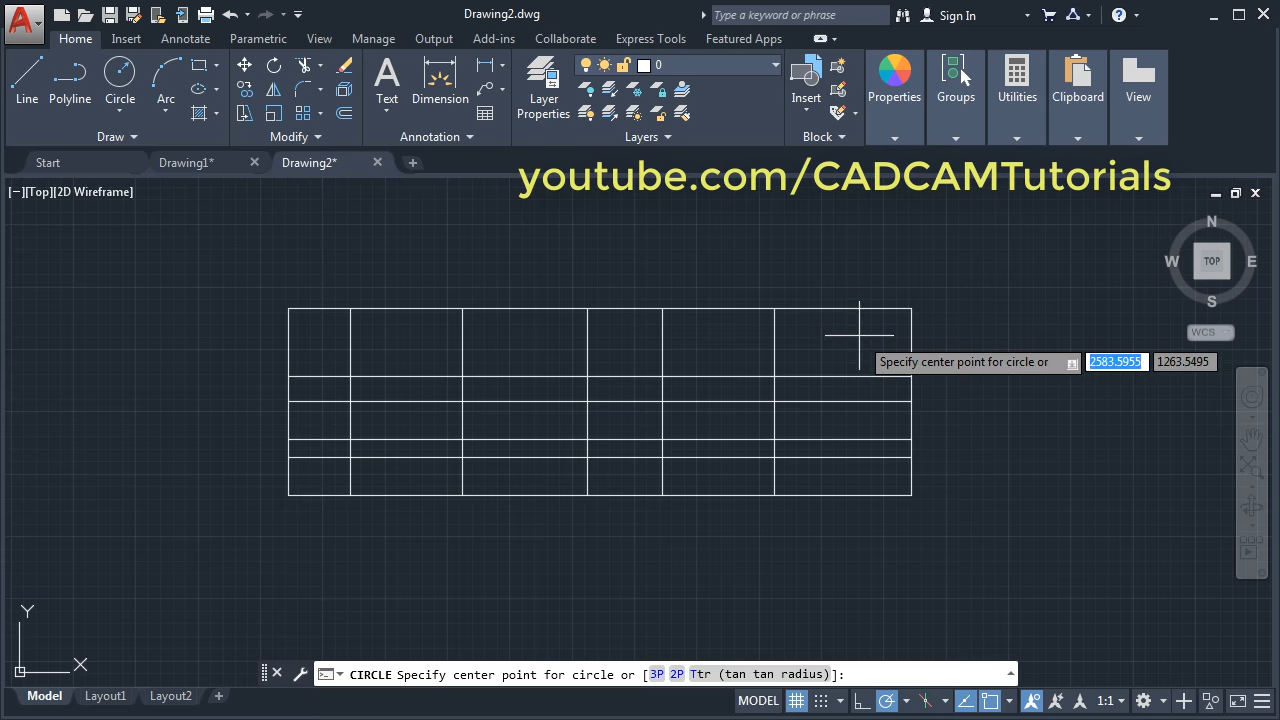 Drawing2.dwg
Type a keyword or phrase
Sign In
Home Insert Annotate Parametric View Manage Output Add-ins Collaborate Express Tools Featured Apps
0
Line Polyline Circle Arc
Text Dimension
Layer Properties
Insert
Properties Groups Utilities Clipboard View
Draw Modify Annotation Layers Block
Start Drawing1* Drawing2*
youtube.com/CADCAMTutorials
[−][Top][2D Wireframe]
N
W TOP E
S
WCS
Specify center point for circle or 2583.5955 1263.5495
Y
X
CIRCLE Specify center point for circle or [3P 2P Ttr (tan tan radius)]:
Model Layout1 Layout2 +
MODEL 1:1